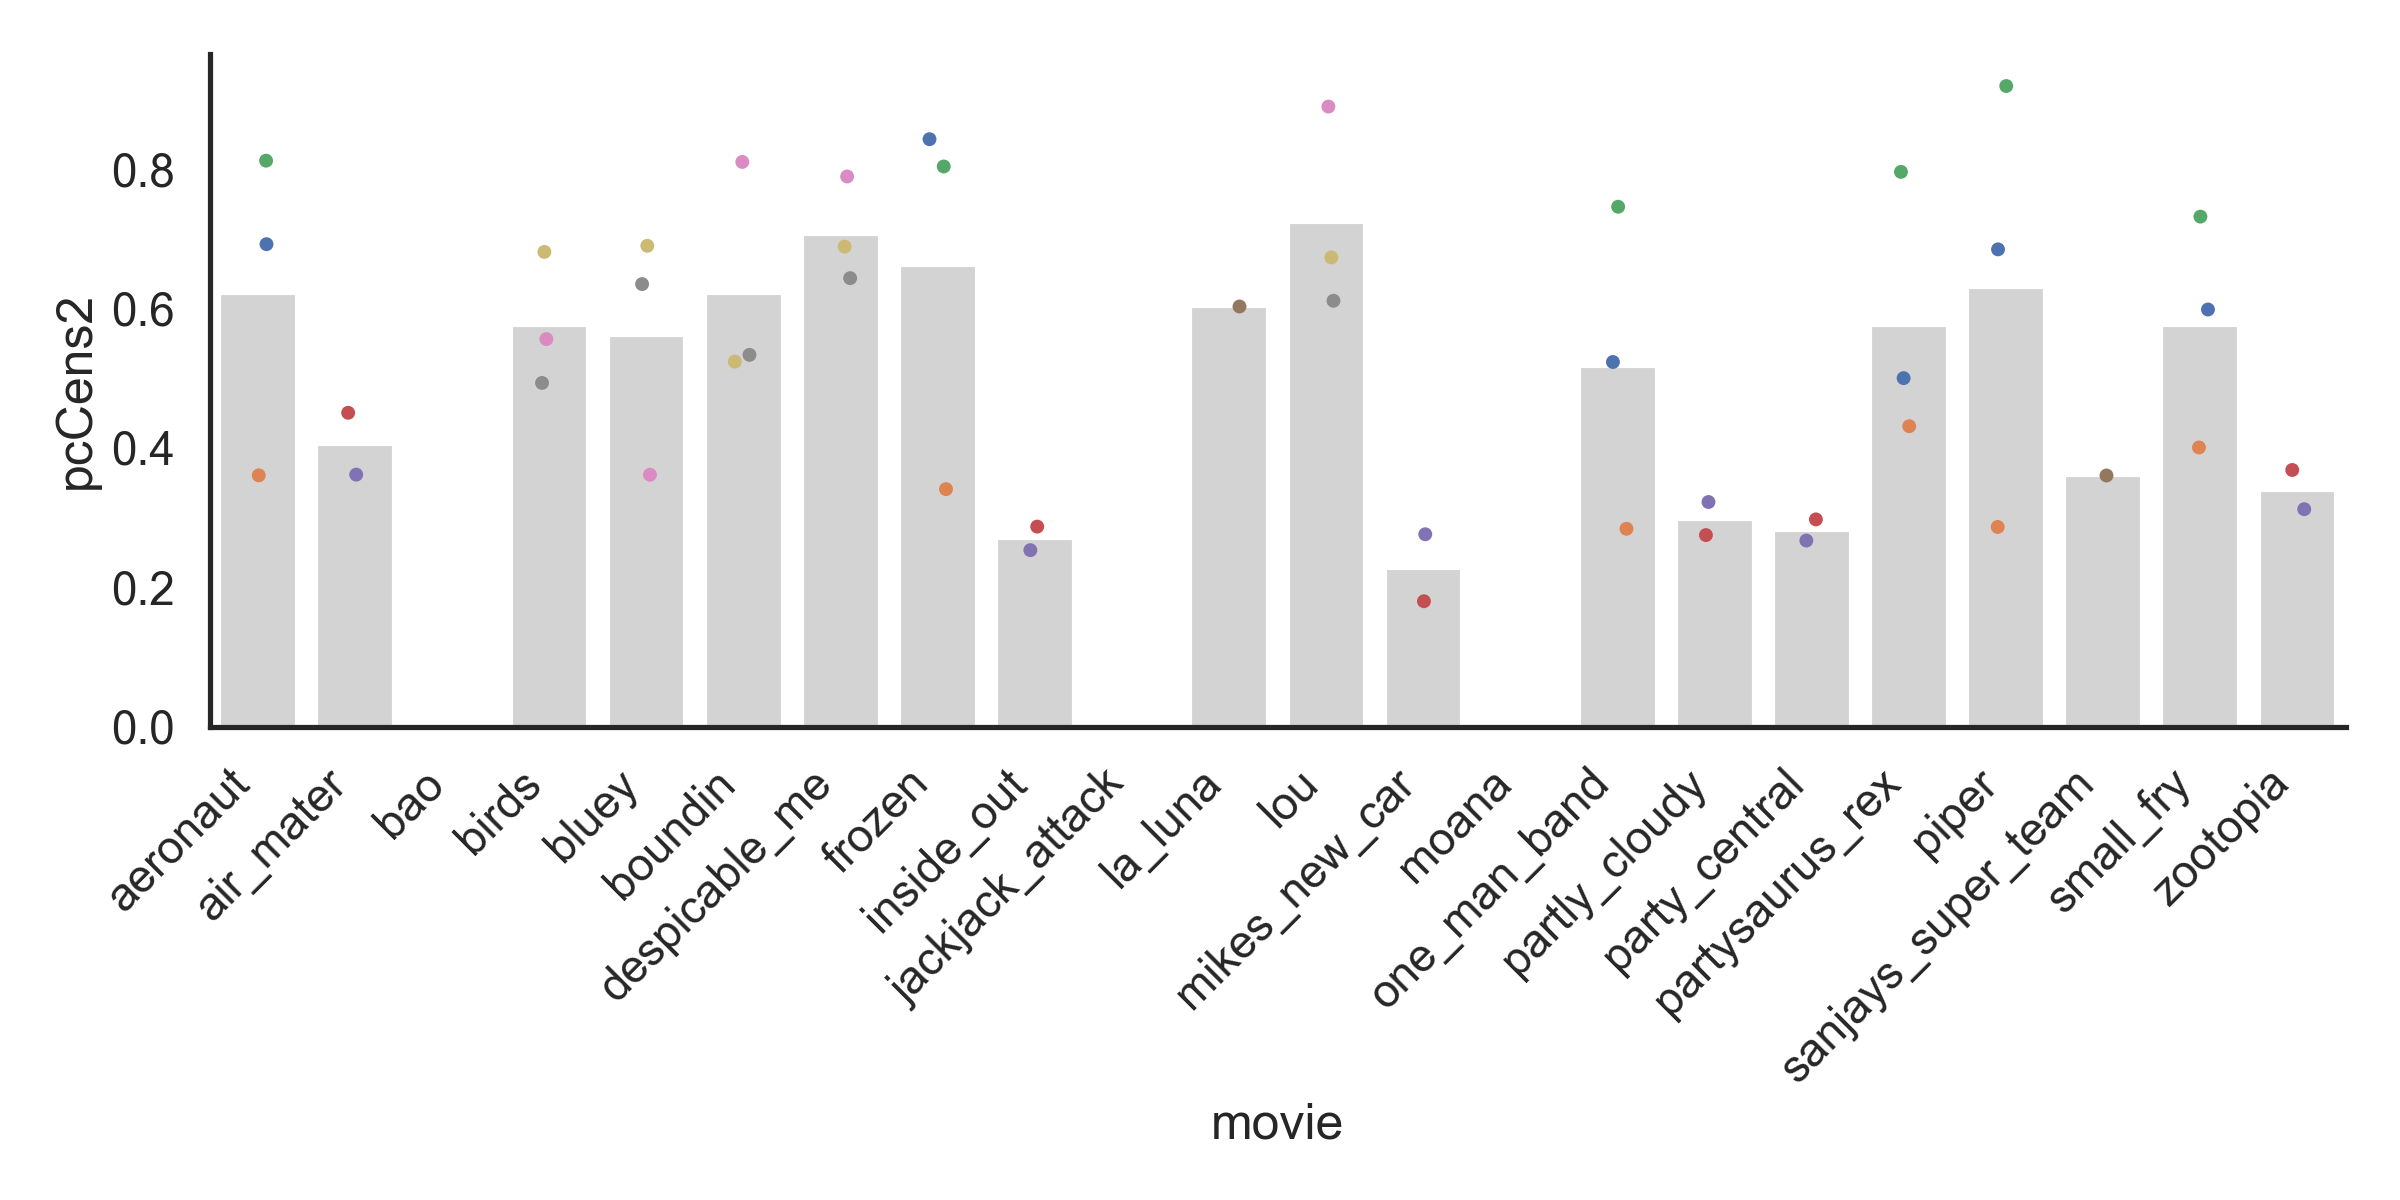 pcCens2
0.8
0.6
0.4
0.2
0.0
aeronaut
air_mater
bao
birds
bluey
boundin
despicable_me
frozen
inside_out
jackjack_attack
la_luna
lou
mikes_new_car
moana
one_man_band
partly_cloudy
party_central
partysaurus_rex
piper
sanjays_super_team
small_fry
zootopia
movie